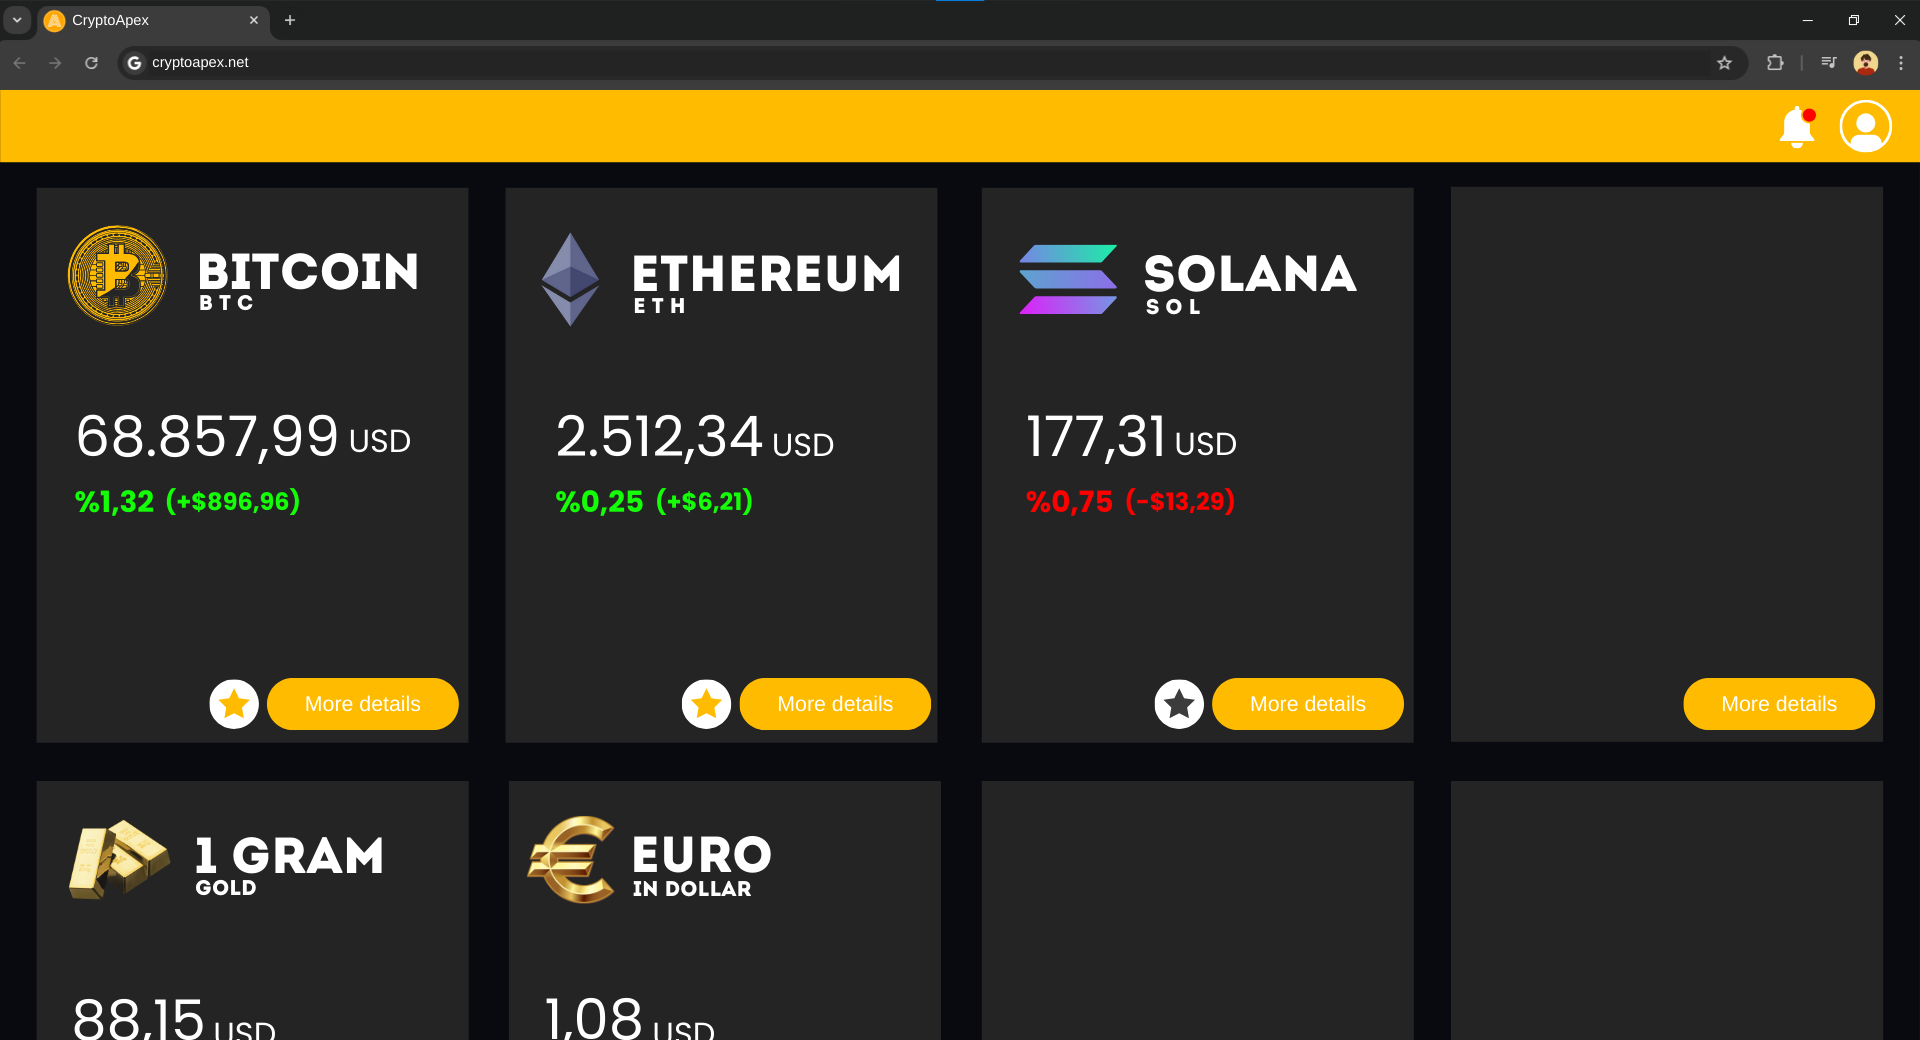 CryptoApex
cryptoapex.net
BITCOIN
BTC
68.857,99 USD
%1,32 (+$896,96)
More details
ETHEREUM
ETH
2.512,34 USD
%0,25 (+$6,21)
More details
SOLANA
SOL
177,31 USD
%0,75 (-$13,29)
More details
More details
1 GRAM
GOLD
88,15 USD
EURO
IN DOLLAR
1,08 USD